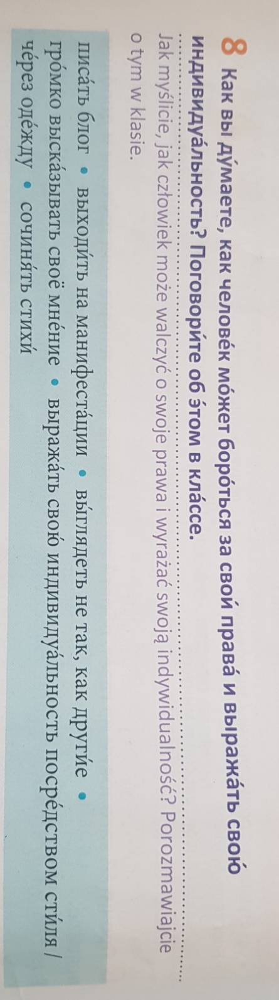 8 Как вы ду́маете, как челове́к мо́жет боро́ться за свои́ права́ и выража́ть свою́
индивидуа́льность? Поговори́те об э́том в кла́ссе.
Jak myślicie, jak człowiek może walczyć o swoje prawa i wyrażać swoją indywidualność? Porozmawiajcie
o tym w klasie.
писа́ть блог • выходи́ть на манифеста́ции • вы́глядеть не так, как други́е •
гро́мко выска́зывать своё мне́ние • выража́ть свою́ индивидуа́льность посре́дством сти́ля /
че́рез оде́жду • сочиня́ть стихи́